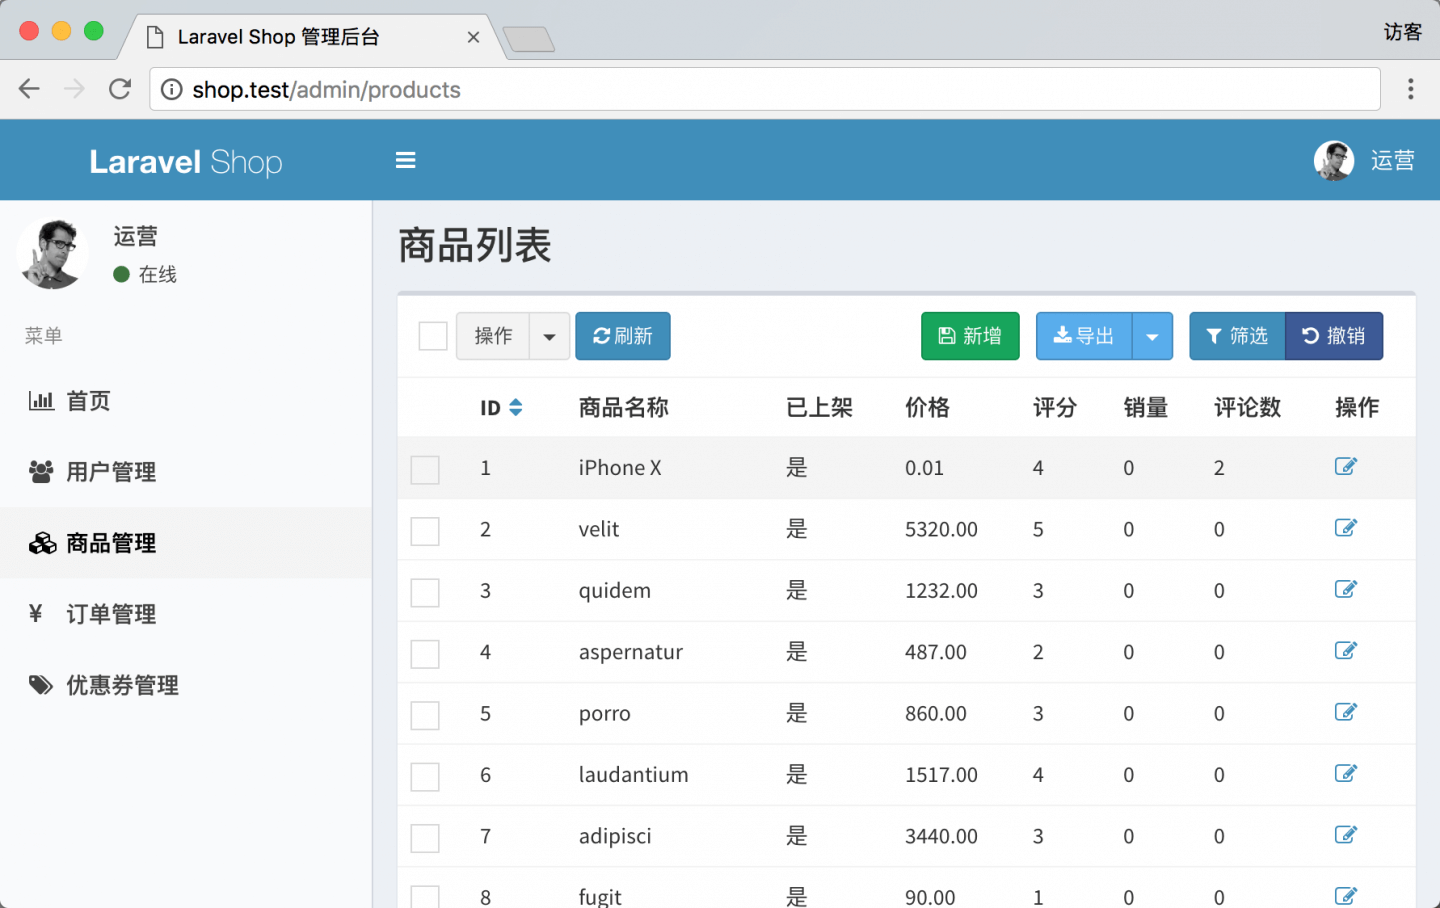 Laravel Shop 管理后台
访客
shop.test/admin/products
Laravel Shop
运营
运营
在线
菜单
首页
用户管理
商品管理
¥ 订单管理
优惠券管理
商品列表
操作 刷新 新增 导出 筛选 撤销
ID 商品名称 已上架 价格 评分 销量 评论数 操作
1 iPhone X 是 0.01 4 0 2
2 velit 是 5320.00 5 0 0
3 quidem 是 1232.00 3 0 0
4 aspernatur 是 487.00 2 0 0
5 porro 是 860.00 3 0 0
6 laudantium 是 1517.00 4 0 0
7 adipisci 是 3440.00 3 0 0
8 fugit 是 90.00 1 0 0